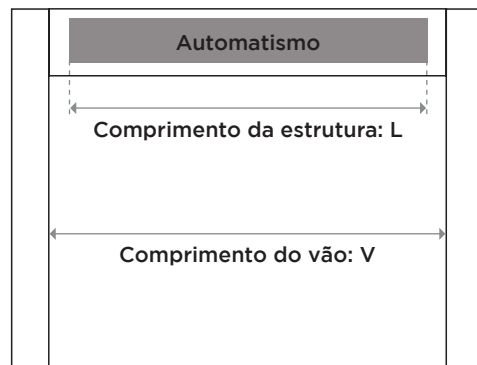 Automatismo
Comprimento da estrutura: L
Comprimento do vão: V